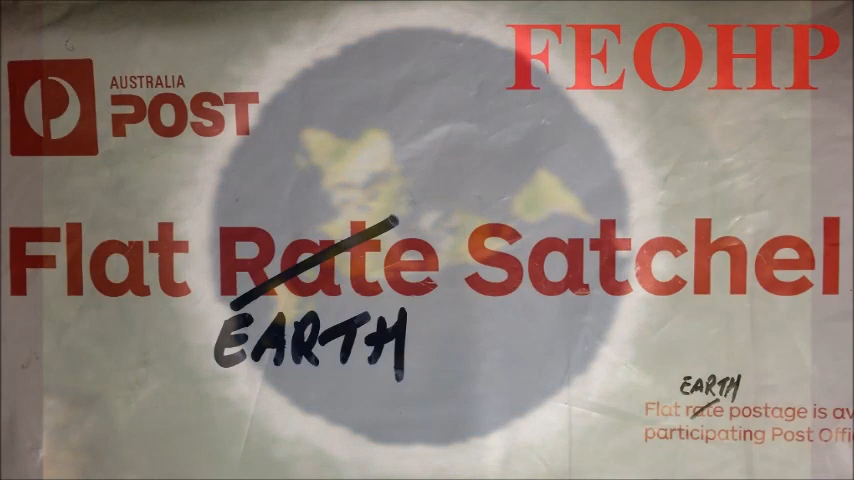 FEOHP
AUSTRALIA
POST
Flat Rate Satchel
EARTH
EARTH
Flat rate postage is av
participating Post Offi